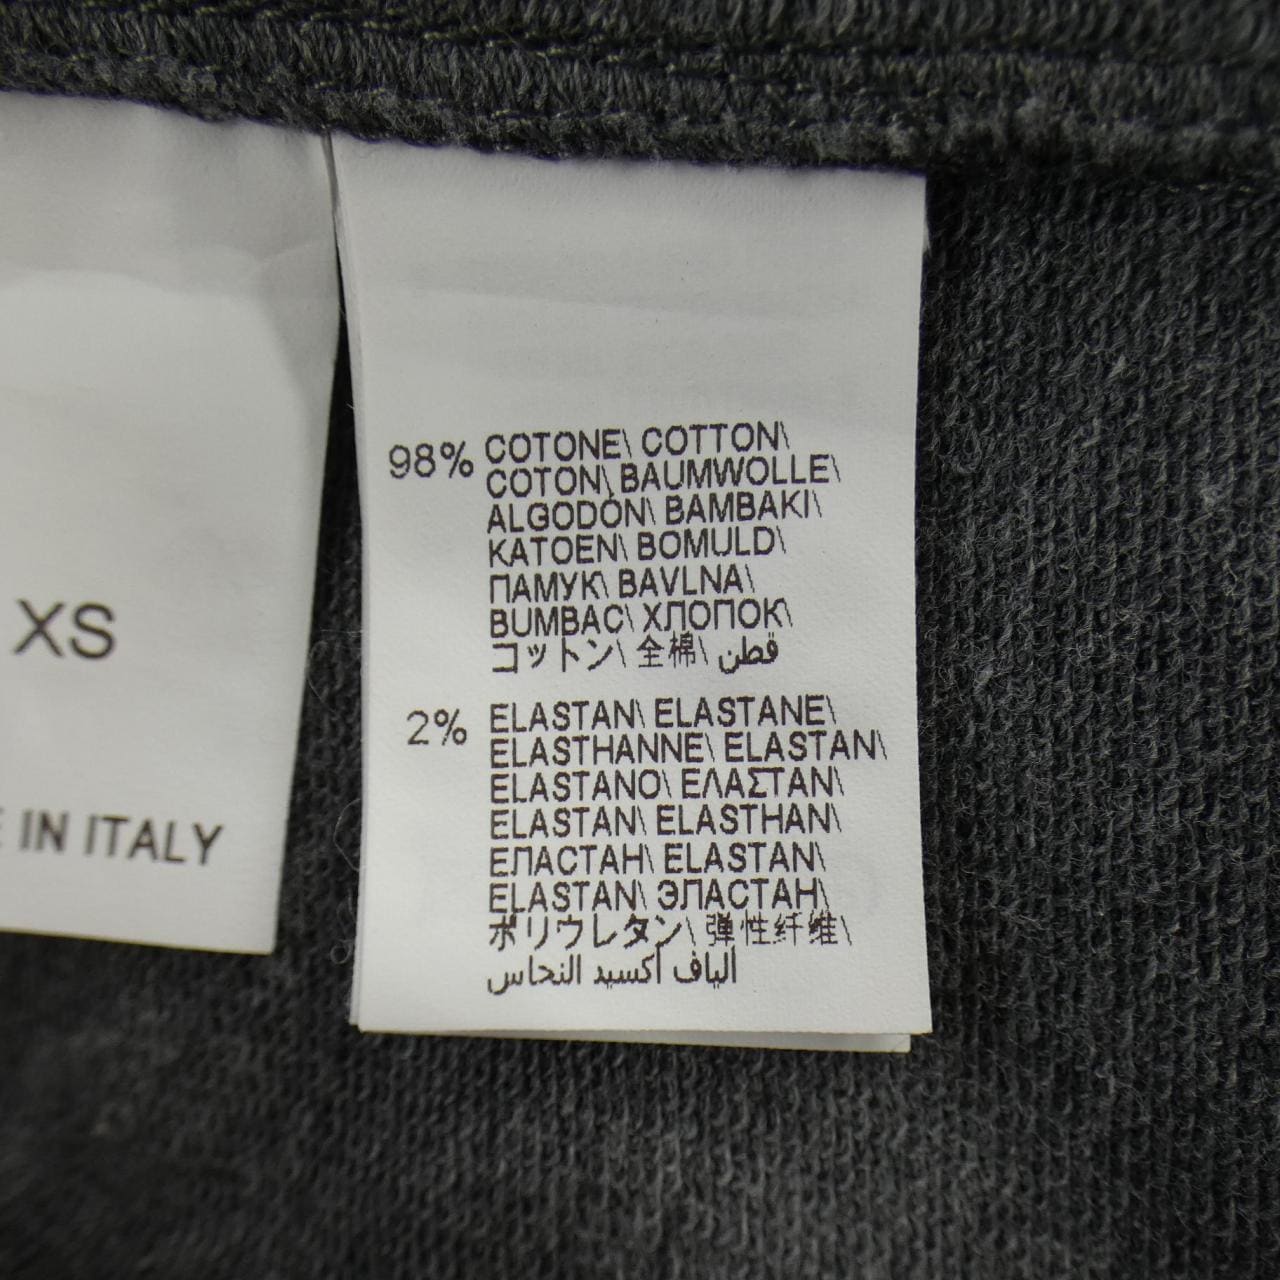 XS
IN ITALY
98% COTONE\ COTTON\
COTON\ BAUMWOLLE\
ALGODÓN\ BAMBAKI\
KATOEN\ BOMULD\
ПАМУК\ BAVLNA\
BUMBAC\ ХЛОПОК\
コットン\ 全棉\ قطن
2% ELASTAN\ ELASTANE\
ELASTHANNE\ ELASTAN\
ELASTANO\ ΕΛΑΣΤΑΝ\
ELASTAN\ ELASTHAN\
ЕЛАСТАН\ ELASTAN\
ELASTAN\ ЭЛАСТАН\
ポリウレタン\ 弹性纤维\
الياف أكسيد النحاس